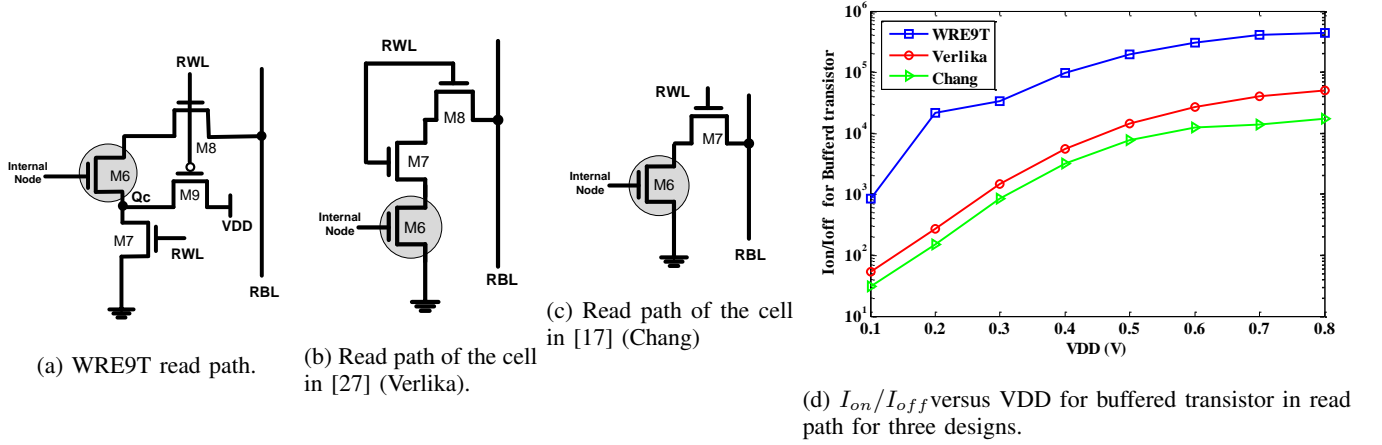 RWL
M8
Internal
Node
M6
Qc
M9
VDD
M7
RWL
RBL
(a) WRE9T read path.
RWL
M8
M7
Internal
Node
M6
RBL
(b) Read path of the cell
in [27] (Verlika).
RWL
M7
Internal
Node
M6
RBL
(c) Read path of the cell
in [17] (Chang)
Ion/Ioff for Bufferd transistor
10^6
10^5
10^4
10^3
10^2
10^1
WRE9T
Verlika
Chang
0.1 0.2 0.3 0.4 0.5 0.6 0.7 0.8
VDD (V)
(d) I_on/I_off versus VDD for buffered transistor in read
path for three designs.